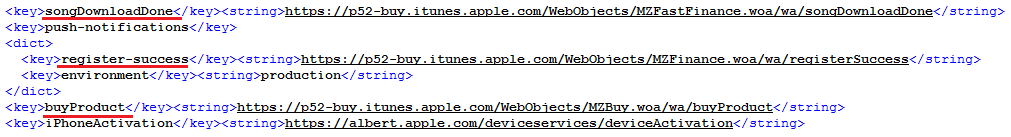 <key>songDownloadDone</key><string>https://p52-buy.itunes.apple.com/WebObjects/MZFastFinance.woa/wa/songDownloadDone</string>
<key>push-notifications</key>
<dict>
<key>register-success</key><string>https://p52-buy.itunes.apple.com/WebObjects/MZFinance.woa/wa/registerSuccess</string>
<key>environment</key><string>production</string>
</dict>
<key>buyProduct</key><string>https://p52-buy.itunes.apple.com/WebObjects/MZBuy.woa/wa/buyProduct</string>
<key>iPhoneActivation</key><string>https://albert.apple.com/deviceservices/deviceActivation</string>